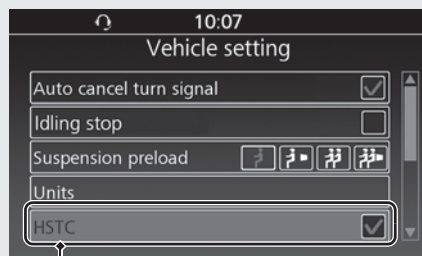 10:07
Vehicle setting
Auto cancel turn signal
Idling stop
Suspension preload
Units
HSTC